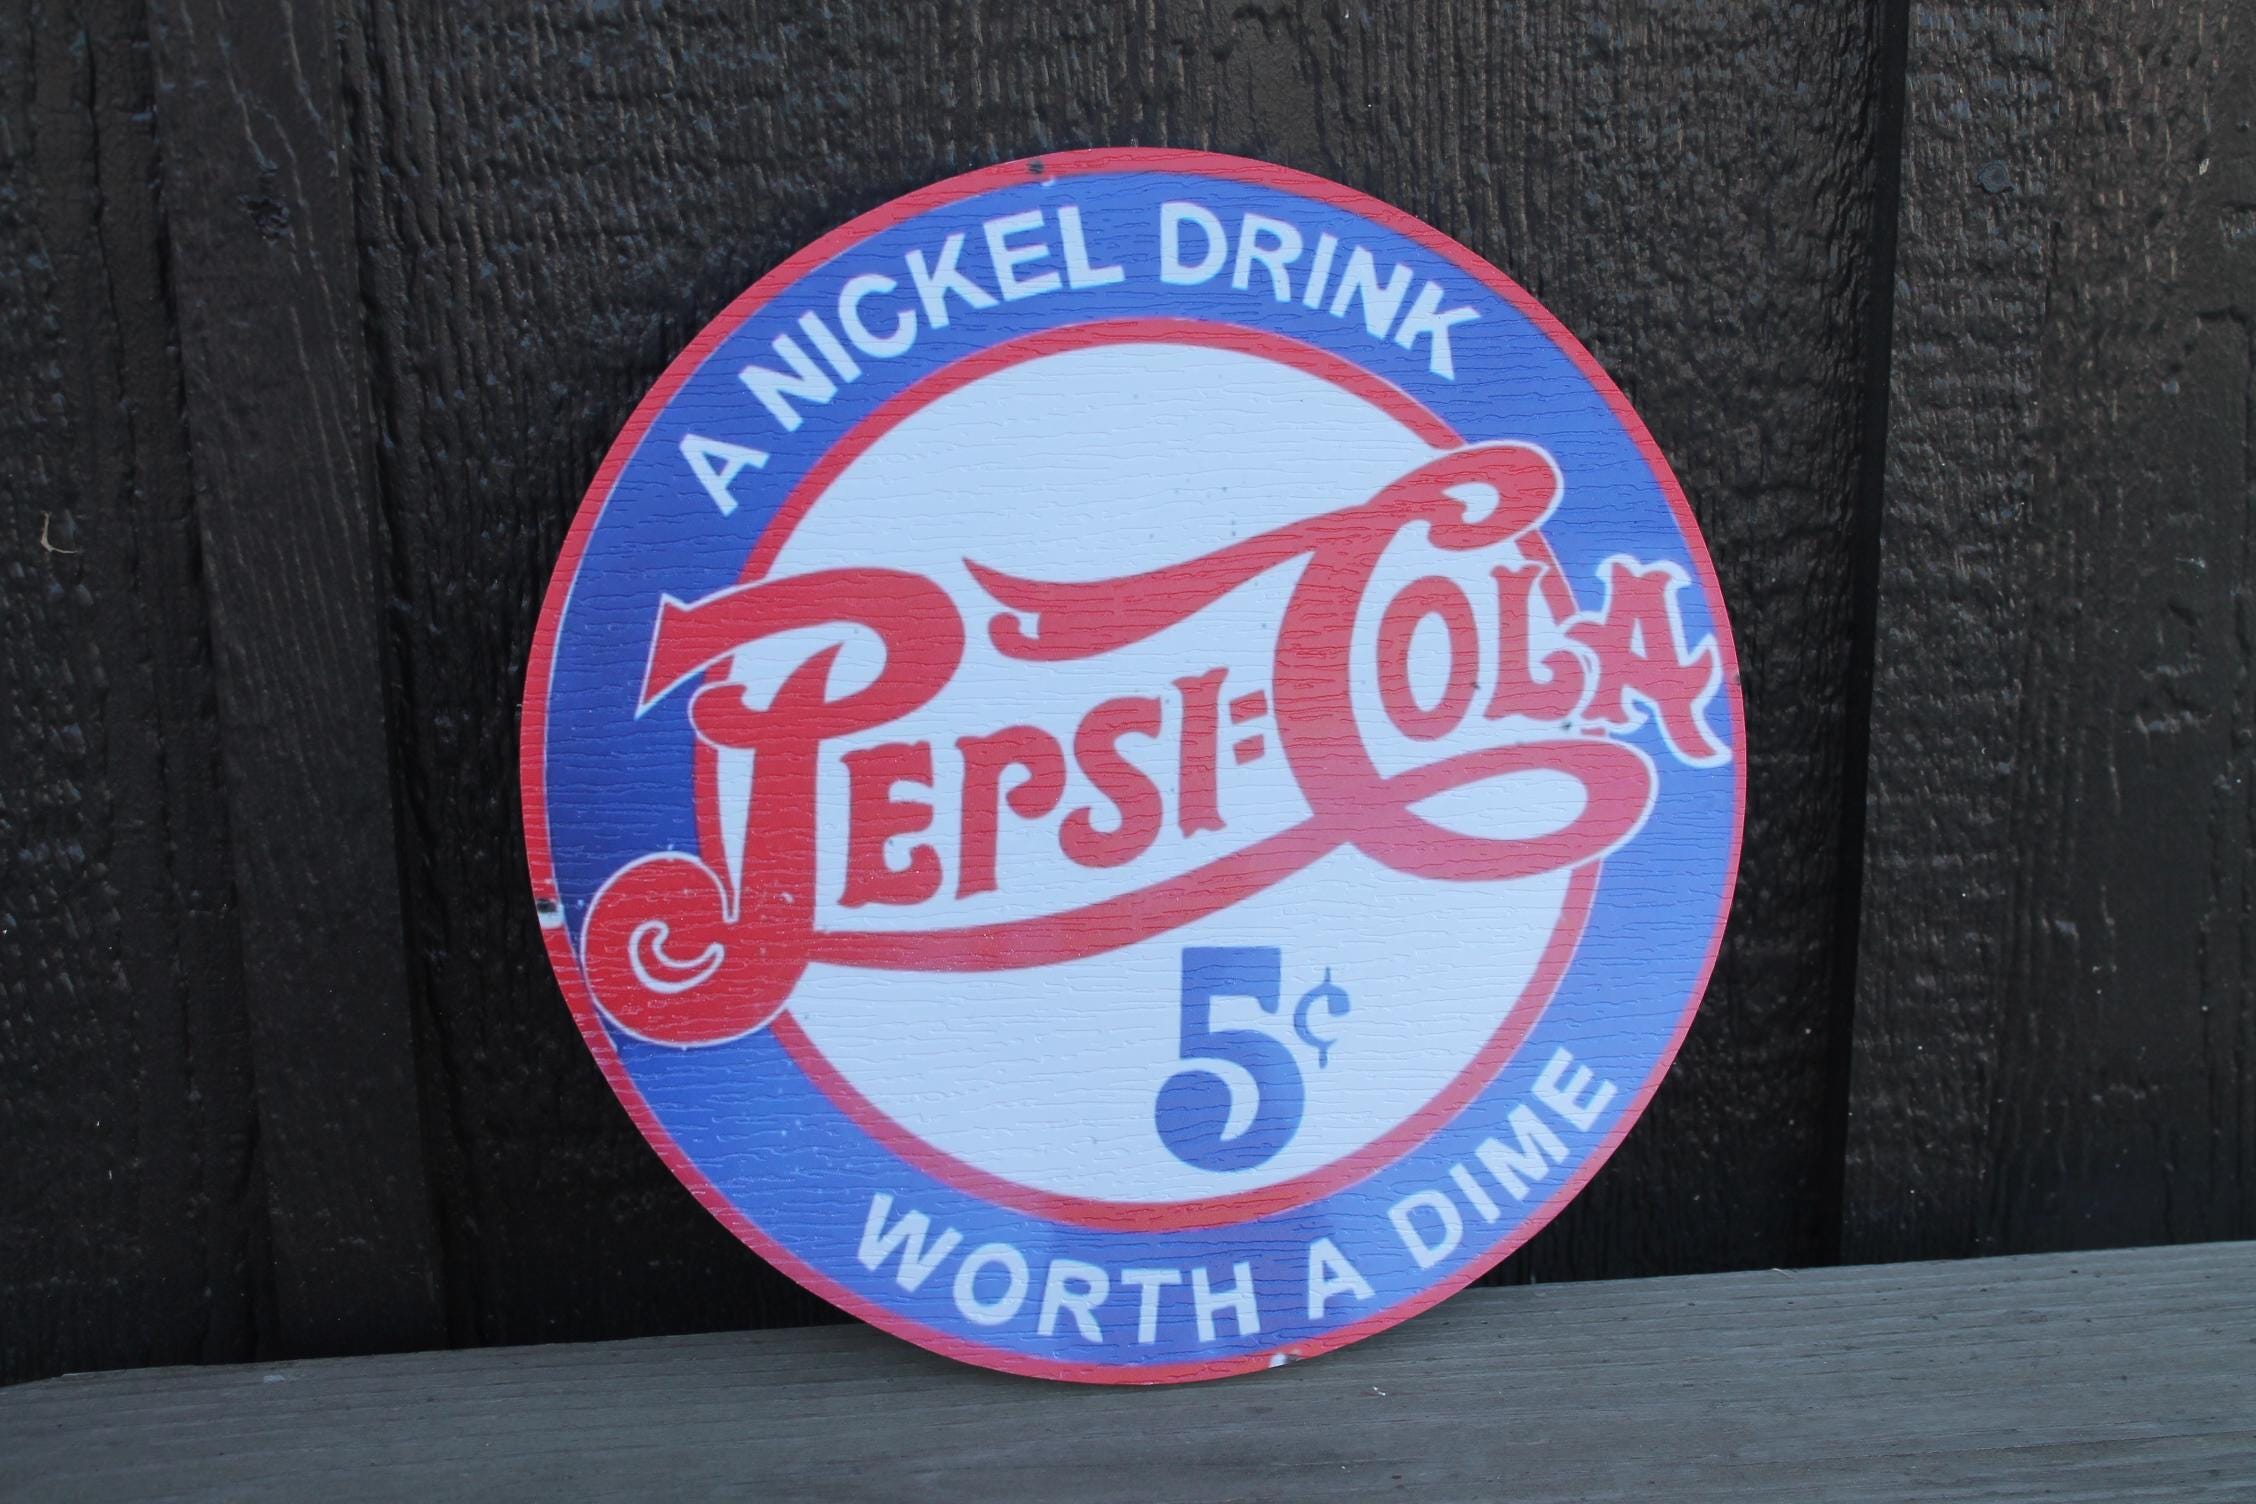 A NICKEL DRINK
PEPSI=COLA
5¢
WORTH A DIME